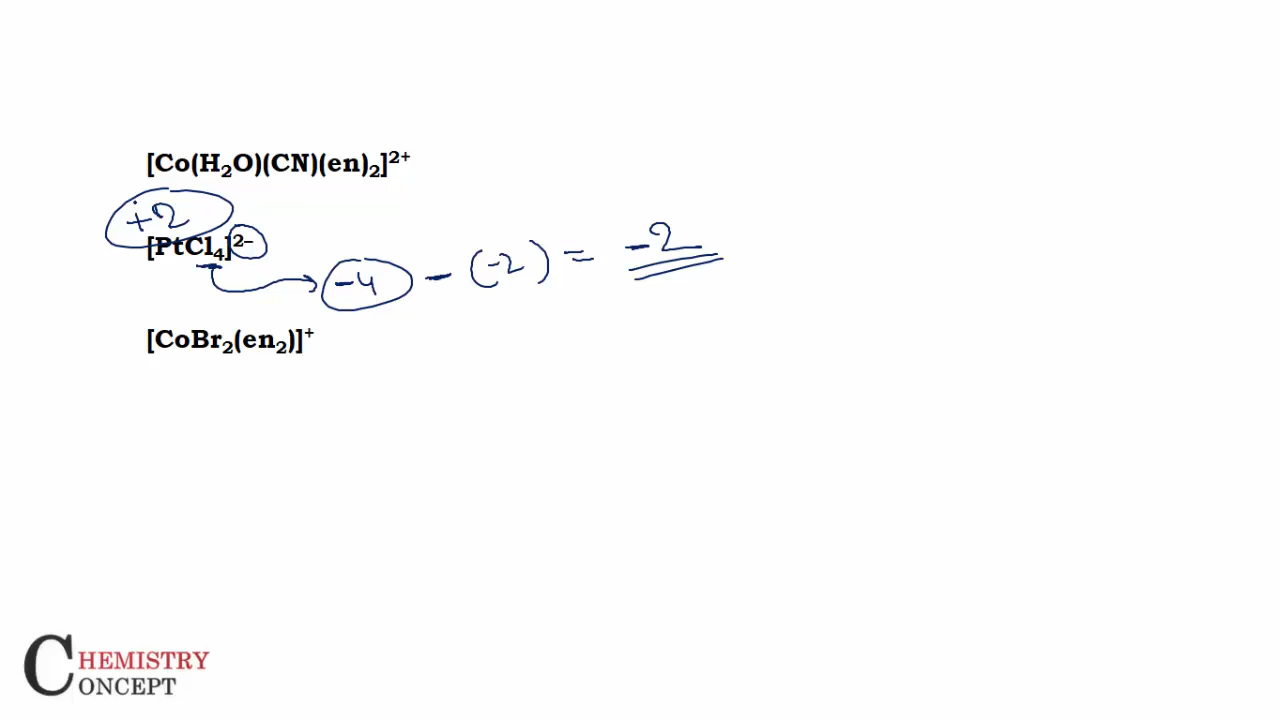 [Co(H₂O)(CN)(en)₂]²⁺
+2
[PtCl₄]²⁻
-4 - (-2) = -2
[CoBr₂(en₂)]⁺
CHEMISTRY
CONCEPT